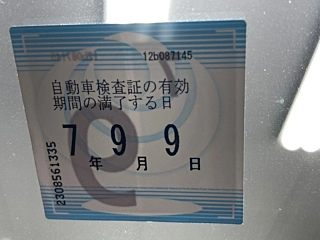 12b087145
自動車検査証の有効
期間の満了する日
7年 9月 9日
2308561335